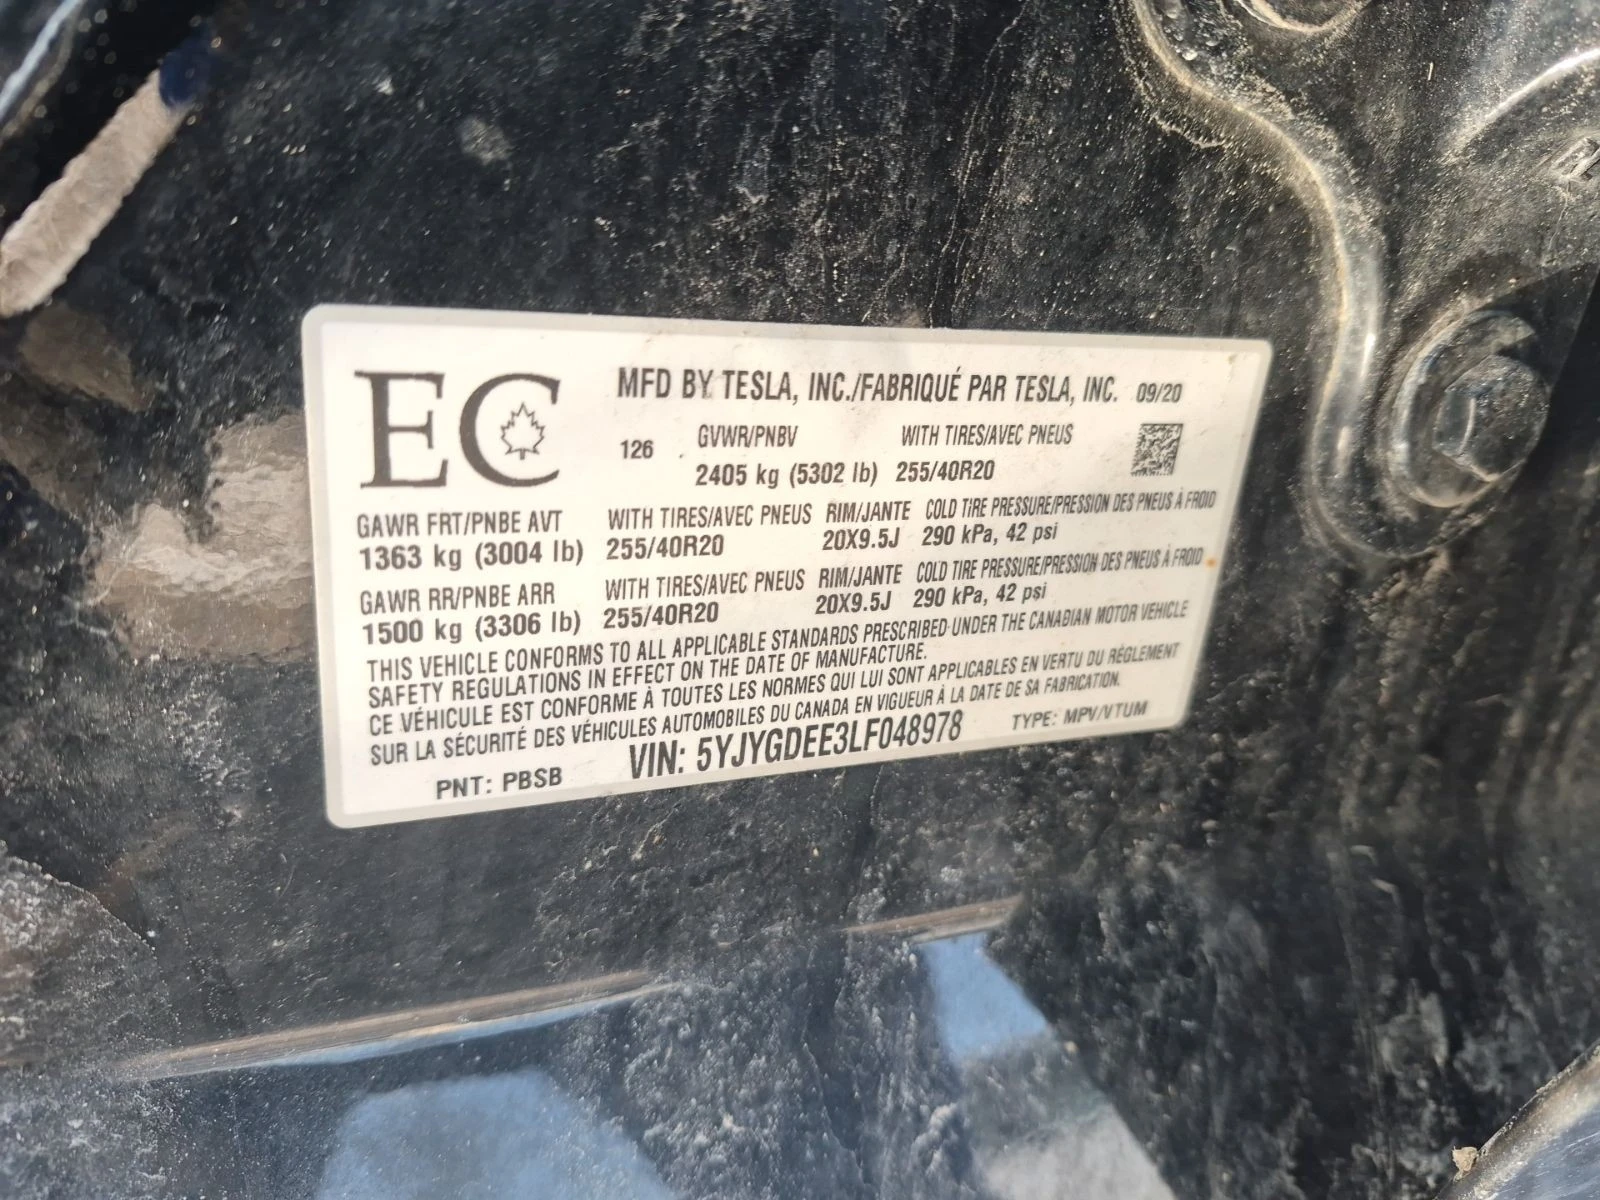 EC
MFD BY TESLA, INC./FABRIQUÉ PAR TESLA, INC. 09/20
126 GVWR/PNBV WITH TIRES/AVEC PNEUS
2405 kg (5302 lb) 255/40R20
GAWR FRT/PNBE AVT WITH TIRES/AVEC PNEUS RIM/JANTE COLD TIRE PRESSURE/PRESSION DES PNEUS À FROID
1363 kg (3004 lb) 255/40R20 20X9.5J 290 kPa, 42 psi
GAWR RR/PNBE ARR WITH TIRES/AVEC PNEUS RIM/JANTE COLD TIRE PRESSURE/PRESSION DES PNEUS À FROID
1500 kg (3306 lb) 255/40R20 20X9.5J 290 kPa, 42 psi
THIS VEHICLE CONFORMS TO ALL APPLICABLE STANDARDS PRESCRIBED UNDER THE CANADIAN MOTOR VEHICLE
SAFETY REGULATIONS IN EFFECT ON THE DATE OF MANUFACTURE.
CE VÉHICULE EST CONFORME À TOUTES LES NORMES QUI LUI SONT APPLICABLES EN VERTU DU RÈGLEMENT
SUR LA SÉCURITÉ DES VÉHICULES AUTOMOBILES DU CANADA EN VIGUEUR À LA DATE DE SA FABRICATION.
PNT: PBSB VIN: 5YJYGDEE3LF048978 TYPE: MPV/VTUM